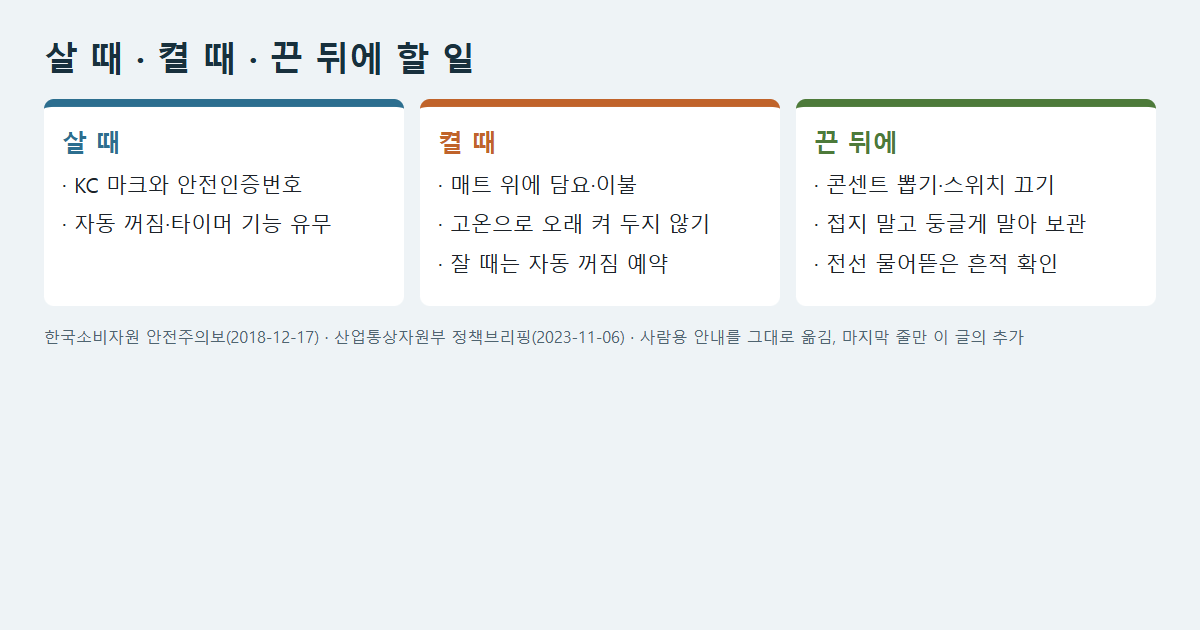 살 때 · 켤 때 · 끈 뒤에 할 일
살 때
· KC 마크와 안전인증번호
· 자동 꺼짐·타이머 기능 유무
켤 때
· 매트 위에 담요·이불
· 고온으로 오래 켜 두지 않기
· 잘 때는 자동 꺼짐 예약
끈 뒤에
· 콘센트 뽑기·스위치 끄기
· 접지 말고 둥글게 말아 보관
· 전선 물어뜯은 흔적 확인
한국소비자원 안전주의보(2018-12-17) · 산업통상자원부 정책브리핑(2023-11-06) · 사람용 안내를 그대로 옮김, 마지막 줄만 이 글의 추가